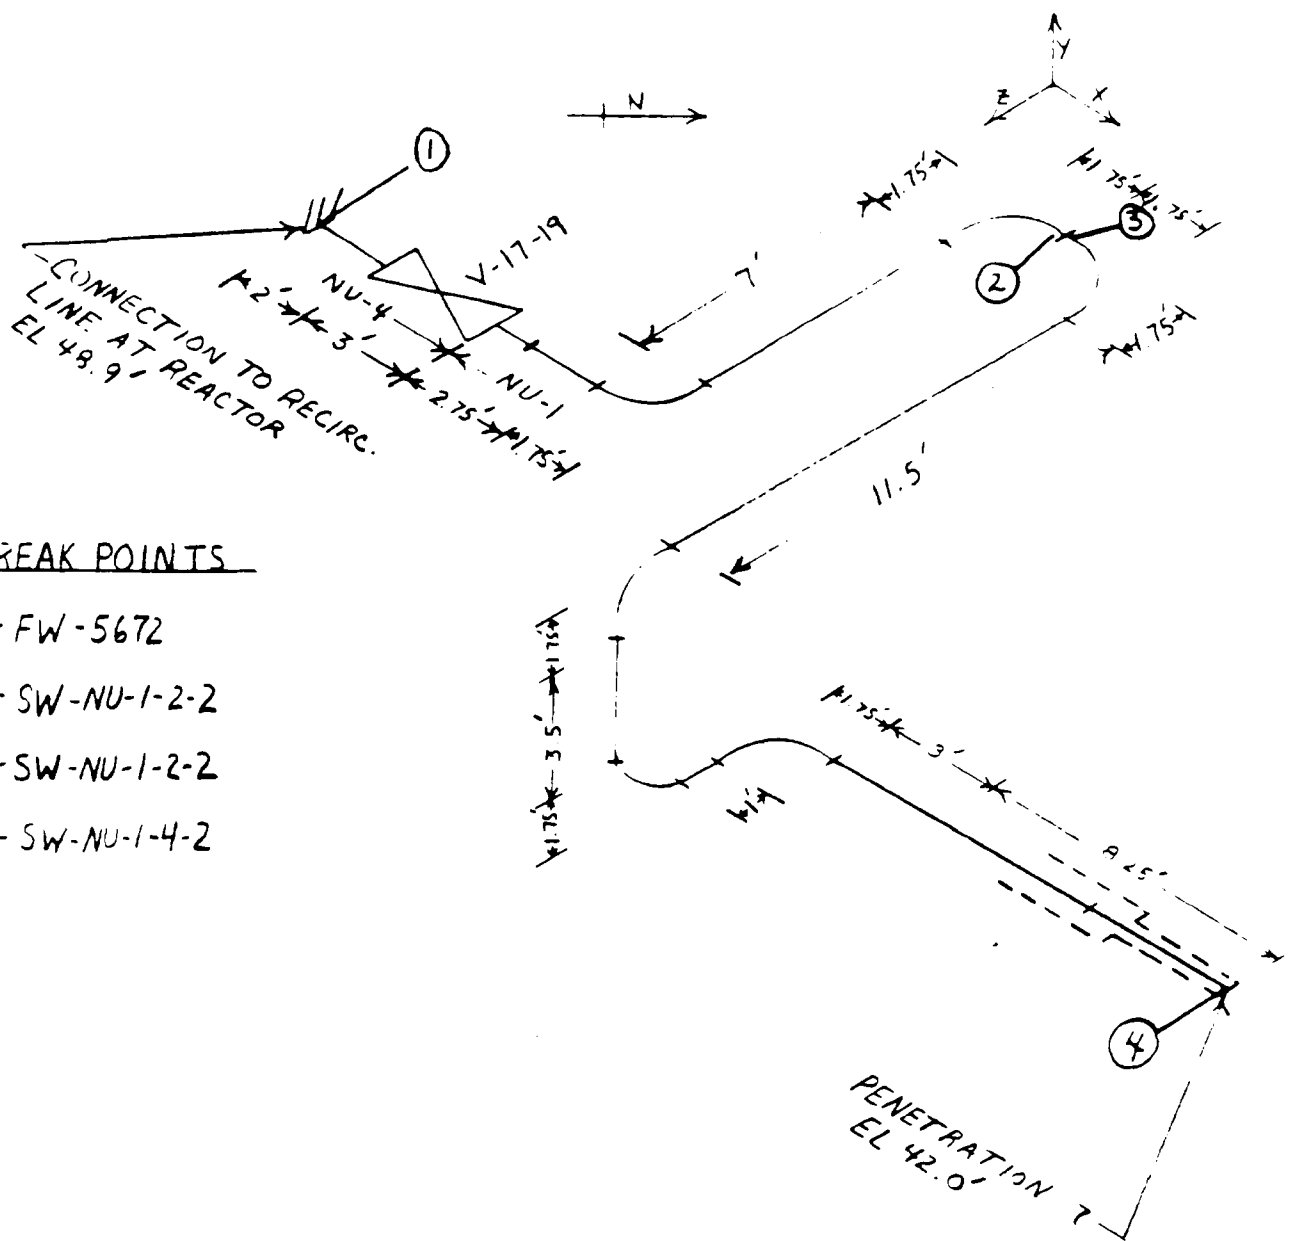 N
Y
Z
X
1
1.75'
1.75'
1.75'
3
2
V-17-19
7'
1.75'
NU-4
NU-1
2'
3'
2.75'
1.75'
CONNECTION TO RECIRC.
LINE AT REACTOR
EL 48.9'
11.5'
REAK POINTS
- FW-5672
- SW-NU-1-2-2
- SW-NU-1-2-2
- SW-NU-1-4-2
1.75'
3.5'
1.75'
1'
1.75'
3'
8.25'
4
PENETRATION 7
EL 42.0'